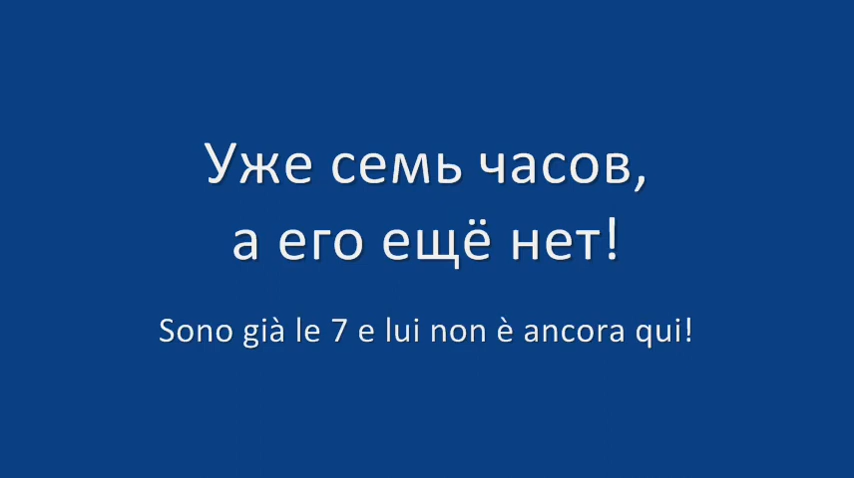 Уже семь часов,
а его ещё нет!
Sono già le 7 e lui non è ancora qui!